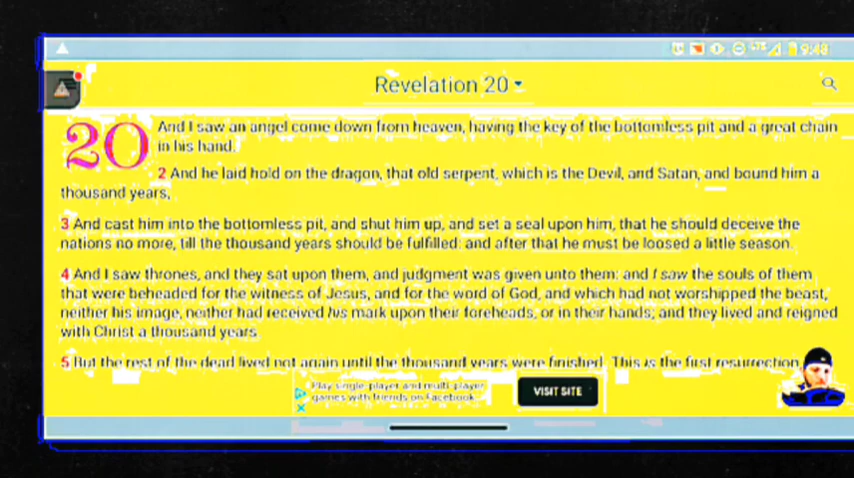 9:48
Revelation 20
20 And I saw an angel come down from heaven, having the key of the bottomless pit and a great chain
in his hand.
2 And he laid hold on the dragon, that old serpent, which is the Devil, and Satan, and bound him a
thousand years,
3 And cast him into the bottomless pit, and shut him up, and set a seal upon him, that he should deceive the
nations no more, till the thousand years should be fulfilled: and after that he must be loosed a little season.
4 And I saw thrones, and they sat upon them, and judgment was given unto them: and I saw the souls of them
that were beheaded for the witness of Jesus, and for the word of God, and which had not worshipped the beast,
neither his image, neither had received his mark upon their foreheads, or in their hands; and they lived and reigned
with Christ a thousand years.
5 But the rest of the dead lived not again until the thousand years were finished. This is the first resurrection.
Play single-player and multi-player
games with friends on Facebook.
VISIT SITE